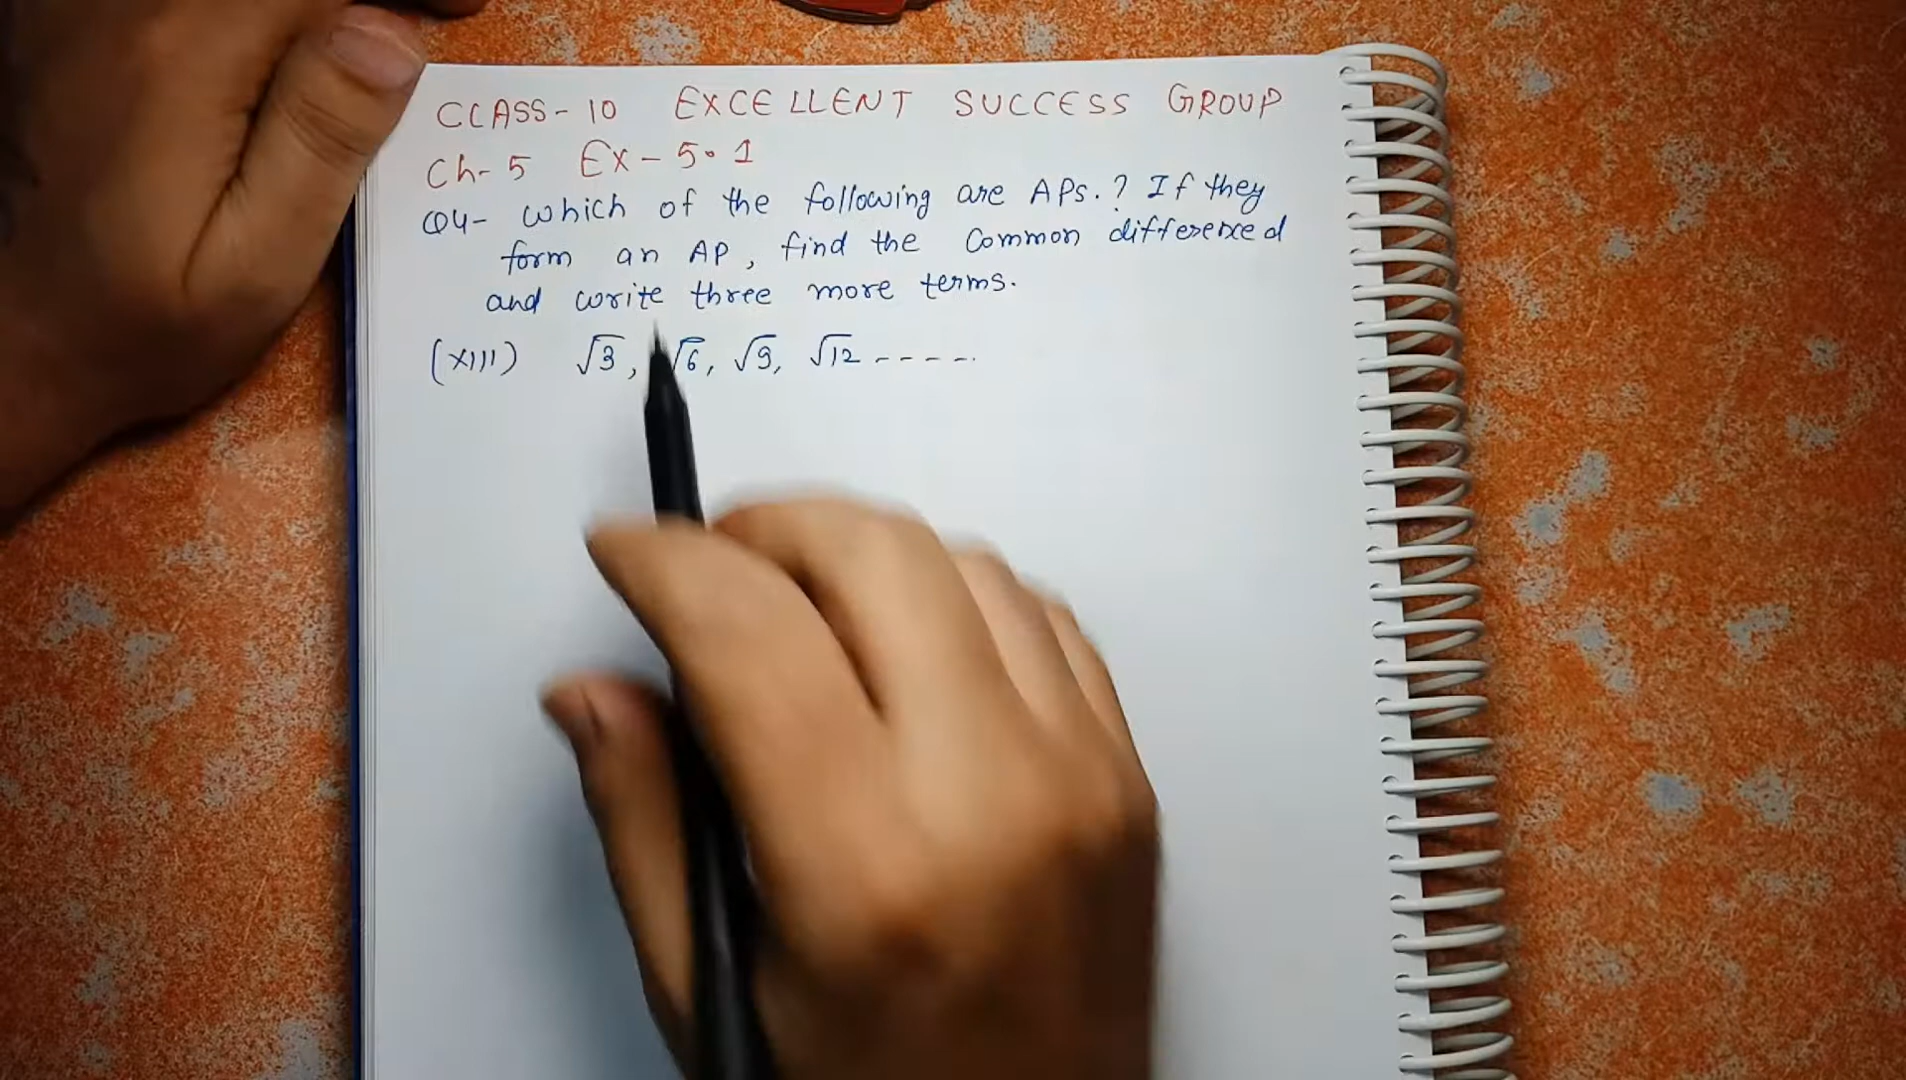 CLASS-10 EXCELLENT SUCCESS GROUP
Ch-5 Ex-5.1
Q4- Which of the following are APs.? If they
form an AP, find the Common difference d
and write three more terms.
(XIII) √3, √6, √9, √12 -----